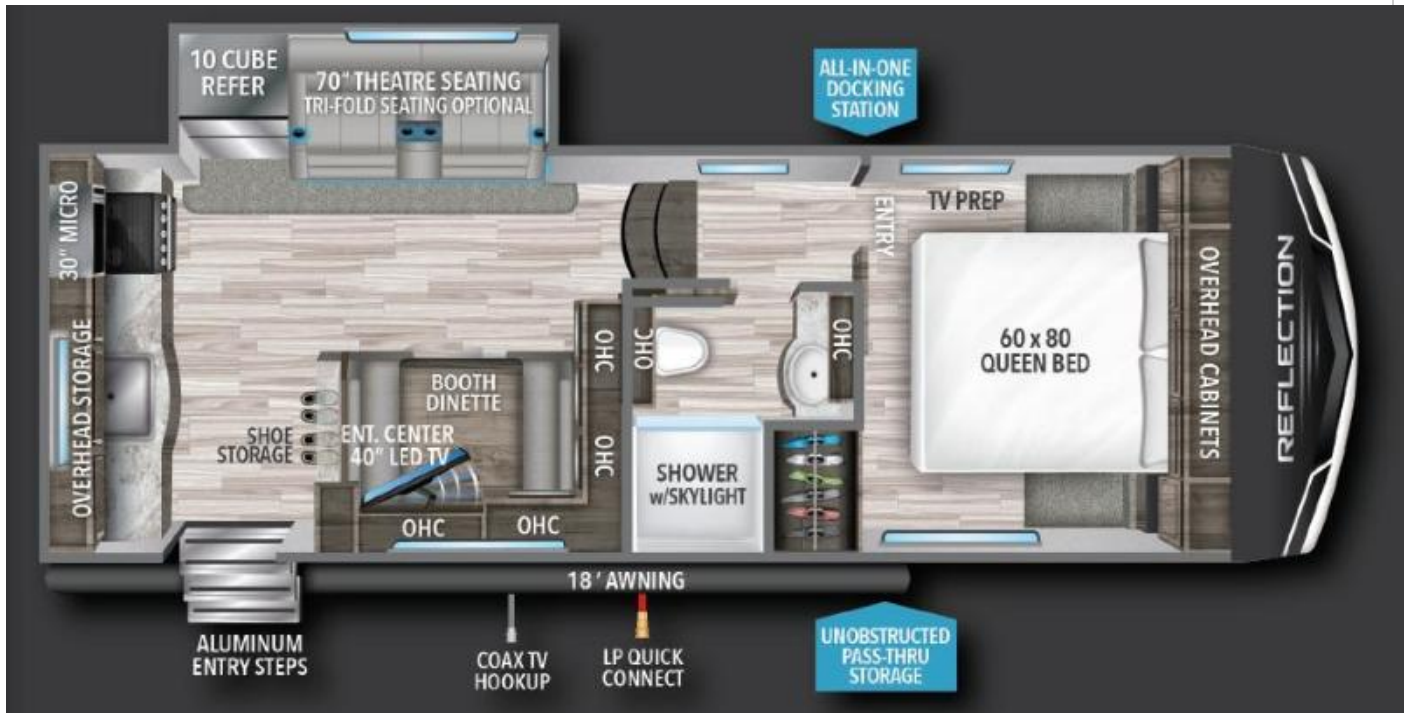 10 CUBE
REFER
70" THEATRE SEATING
TRI-FOLD SEATING OPTIONAL
ALL-IN-ONE
DOCKING
STATION
30" MICRO
OVERHEAD STORAGE
ENTRY
TV PREP
OVERHEAD CABINETS
REFLECTION
60 x 80
QUEEN BED
BOOTH
DINETTE
OHC
OHC
OHC
OHC
SHOE
STORAGE
ENT. CENTER
40" LED TV
SHOWER
w/SKYLIGHT
OHC
OHC
18' AWNING
ALUMINUM
ENTRY STEPS
COAX TV
HOOKUP
LP QUICK
CONNECT
UNOBSTRUCTED
PASS-THRU
STORAGE